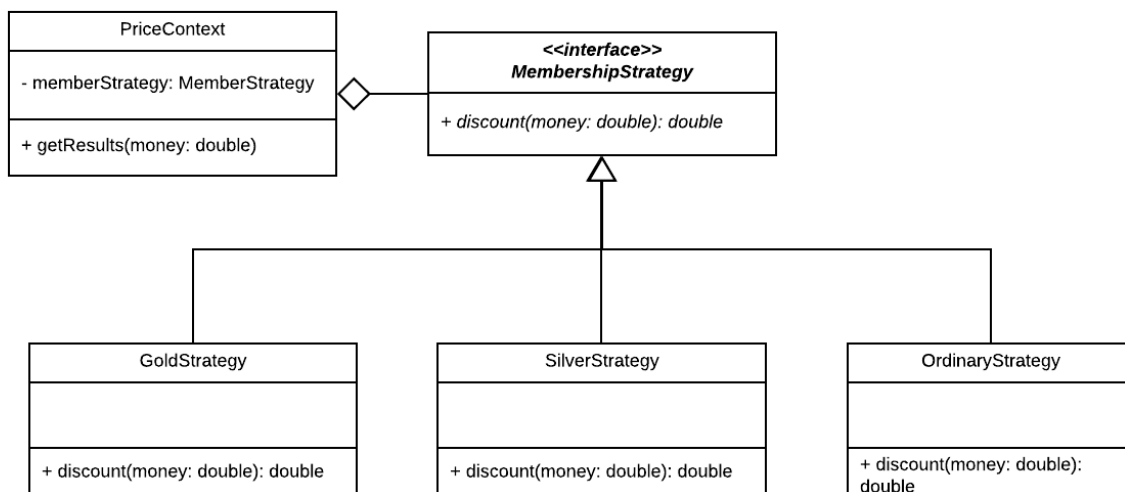 PriceContext
- memberStrategy: MemberStrategy
+ getResults(money: double)
<<interface>>
MembershipStrategy
+ discount(money: double): double
GoldStrategy
+ discount(money: double): double
SilverStrategy
+ discount(money: double): double
OrdinaryStrategy
+ discount(money: double):
double